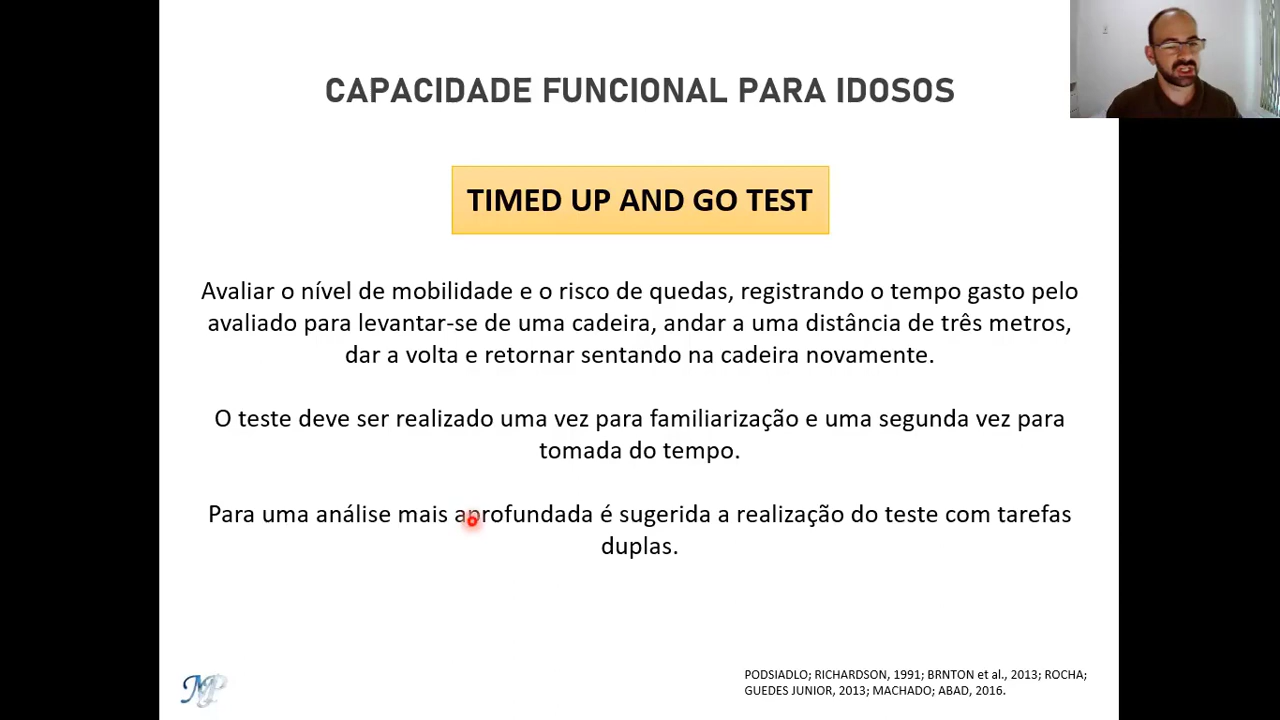 CAPACIDADE FUNCIONAL PARA IDOSOS
TIMED UP AND GO TEST
Avaliar o nível de mobilidade e o risco de quedas, registrando o tempo gasto pelo
avaliado para levantar-se de uma cadeira, andar a uma distância de três metros,
dar a volta e retornar sentando na cadeira novamente.
O teste deve ser realizado uma vez para familiarização e uma segunda vez para
tomada do tempo.
Para uma análise mais aprofundada é sugerida a realização do teste com tarefas
duplas.
PODSIADLO; RICHARDSON, 1991; BRNTON et al., 2013; ROCHA;
GUEDES JUNIOR, 2013; MACHADO; ABAD, 2016.
MP